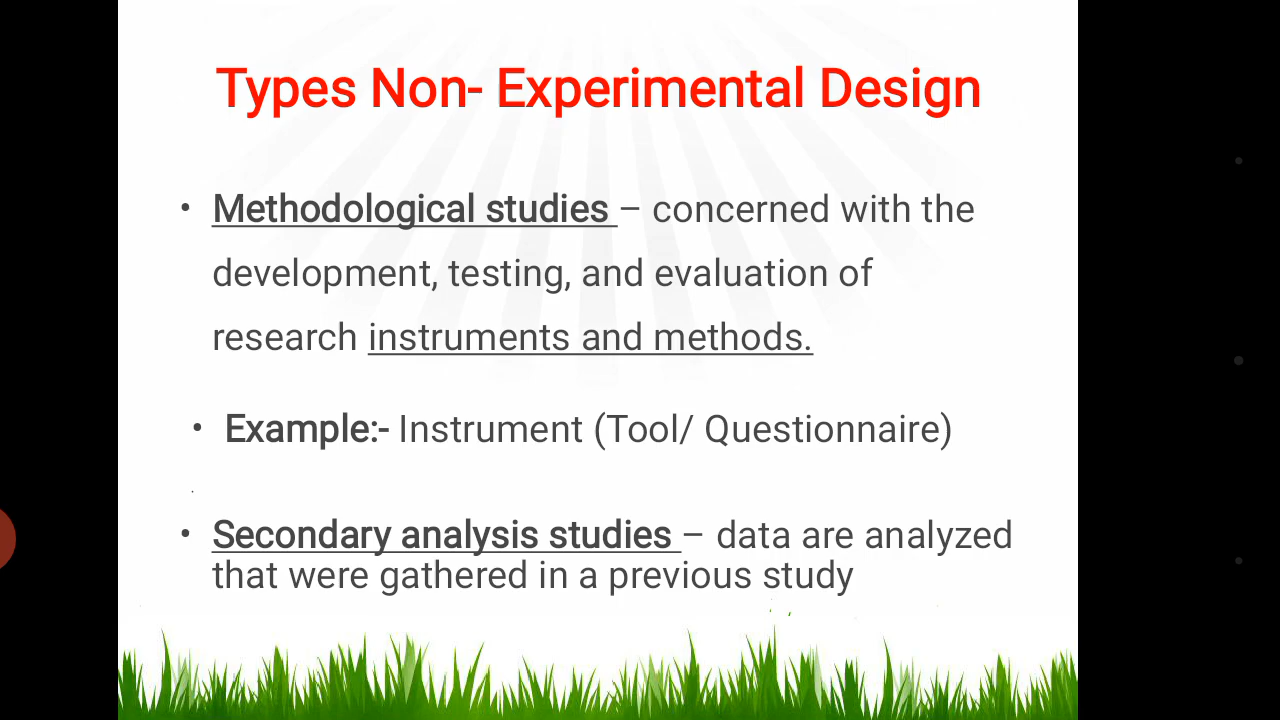 Types Non- Experimental Design
• Methodological studies – concerned with the
development, testing, and evaluation of
research instruments and methods.
• Example:- Instrument (Tool/ Questionnaire)
• Secondary analysis studies – data are analyzed
that were gathered in a previous study